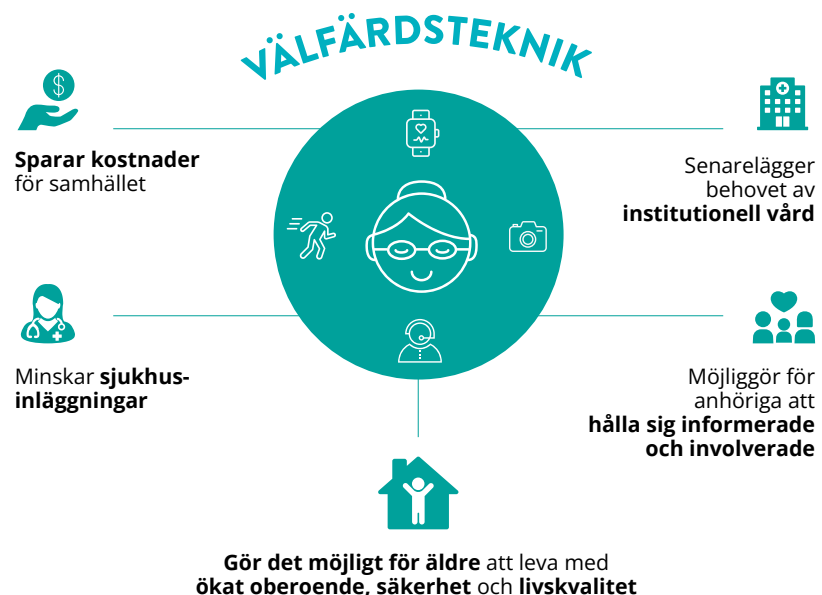 VÄLFÄRDSTEKNIK
Sparar kostnader
för samhället
Senarelägger
behovet av
institutionell vård
Minskar sjukhus-
inläggningar
Möjliggör för
anhöriga att
hålla sig informerade
och involverade
Gör det möjligt för äldre att leva med
ökat oberoende, säkerhet och livskvalitet